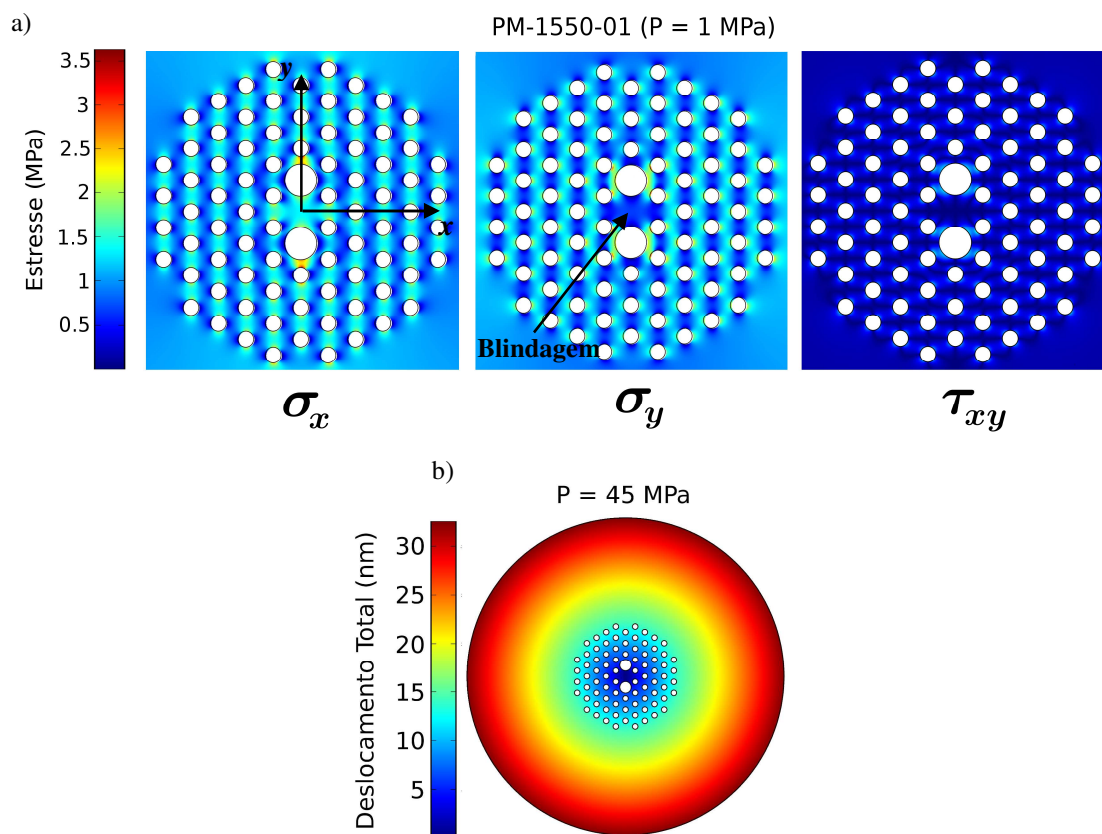 a)
PM-1550-01 (P = 1 MPa)
Estresse (MPa)
3.5
3
2.5
2
1.5
1
0.5
y
x
Blindagem
σx
σy
τxy
b)
P = 45 MPa
Deslocamento Total (nm)
30
25
20
15
10
5